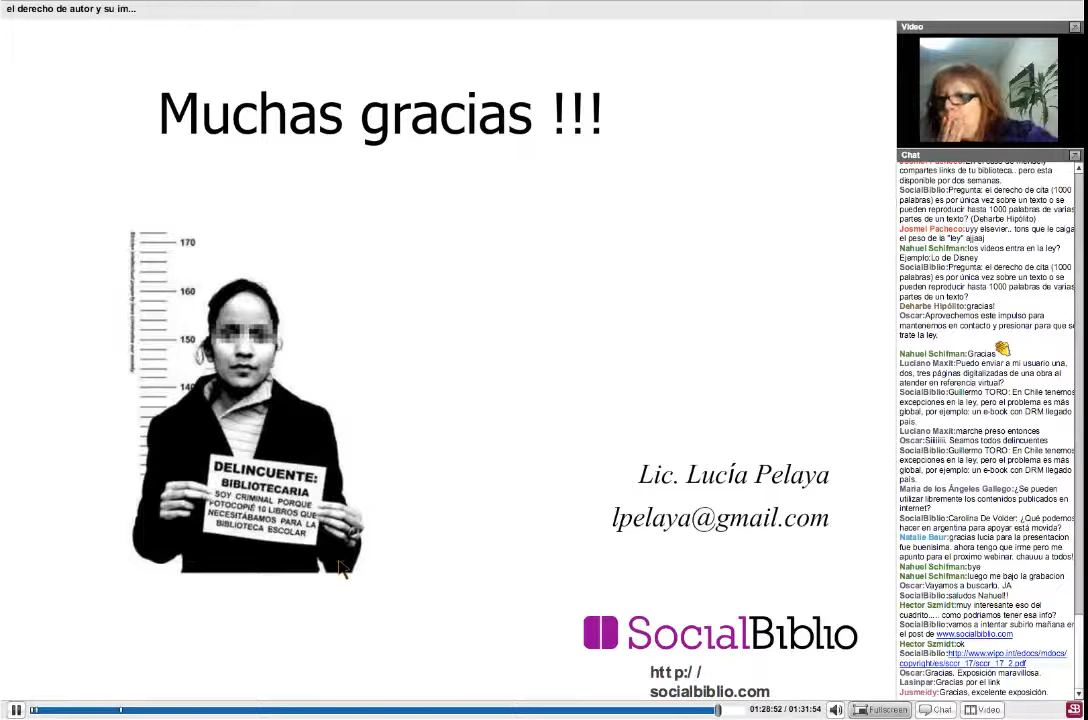 el derecho de autor y su im...
Muchas gracias !!!
170
160
150
140
DELINCUENTE:
BIBLIOTECARIA
SOY CRIMINAL PORQUE
FOTOCOPIÉ 10 LIBROS QUE
NECESITÁBAMOS PARA LA
BIBLIOTECA ESCOLAR
Lic. Lucía Pelaya
lpelaya@gmail.com
SocialBiblio
http://
socialbiblio.com
Video
Chat
compartes links de tu biblioteca.. pero esta
disponible por dos semanas.
SocialBiblio:Pregunta: el derecho de cita (1000
palabras) es por única vez sobre un texto o se
pueden reproducir hasta 1000 palabras de varias
partes de un texto? (Deharbe Hipólito)
Josmel Pacheco:uyy elsevier.. tons que le caiga
el peso de la "ley" ajjaaj
Nahuel Schifman:los videos entra en la ley?
Ejemplo:Lo de Disney
SocialBiblio:Pregunta: el derecho de cita (1000
palabras) es por única vez sobre un texto o se
pueden reproducir hasta 1000 palabras de varias
partes de un texto?
Deharbe Hipólito:gracias!
Oscar:Aprovechemos este impulso para
mantenernos en contacto y presionar para que se
trate la ley.
Nahuel Schifman:Gracias
Luciano Maxit:Puedo enviar a mi usuario una,
dos, tres páginas digitalizadas de una obra al
atender en referencia virtual?
SocialBiblio:Guillermo TORO: En Chile tenemos
excepciones en la ley, pero el problema es más
global, por ejemplo: un e-book con DRM llegado
país.
Luciano Maxit:marche preso entonces
Oscar:Siiiiiii, Seamos todos delincuentes
SocialBiblio:Guillermo TORO: En Chile tenemos
excepciones en la ley, pero el problema es más
global, por ejemplo: un e-book con DRM llegado
país.
Maria de los Ángeles Gallego:¿Se pueden
utilizar libremente los contenidos publicados en
internet?
SocialBiblio:Carolina De Volder: ¿Qué podemos
hacer en argentina para apoyar está movida?
Natalie Baur:gracias lucia para la presentacion
fue buenisima. ahora tengo que irme pero me
apunto para el proximo webinar. chauuu a todos!
Nahuel Schifman:bye
Nahuel Schifman:luego me bajo la grabacion
Oscar:Vayamos a buscarlo. JA
SocialBiblio:saludos Nahuel!!
Hector Szmidt:muy interesante eso del
cuadrito..... como podriamos tener esa info?
SocialBiblio:vamos a intentar subirlo mañana en
el post de www.socialbiblio.com
Hector Szmidt:ok
SocialBiblio:http://www.wipo.int/edocs/mdocs/
copyright/es/sccr_17/sccr_17_2.pdf
Oscar:Gracias. Exposición maravillosa.
Lasinpar:Gracias por el link
Jusmeidy:Gracias, excelente exposición.
01:28:52 / 01:31:54
Fullscreen
Chat
Video